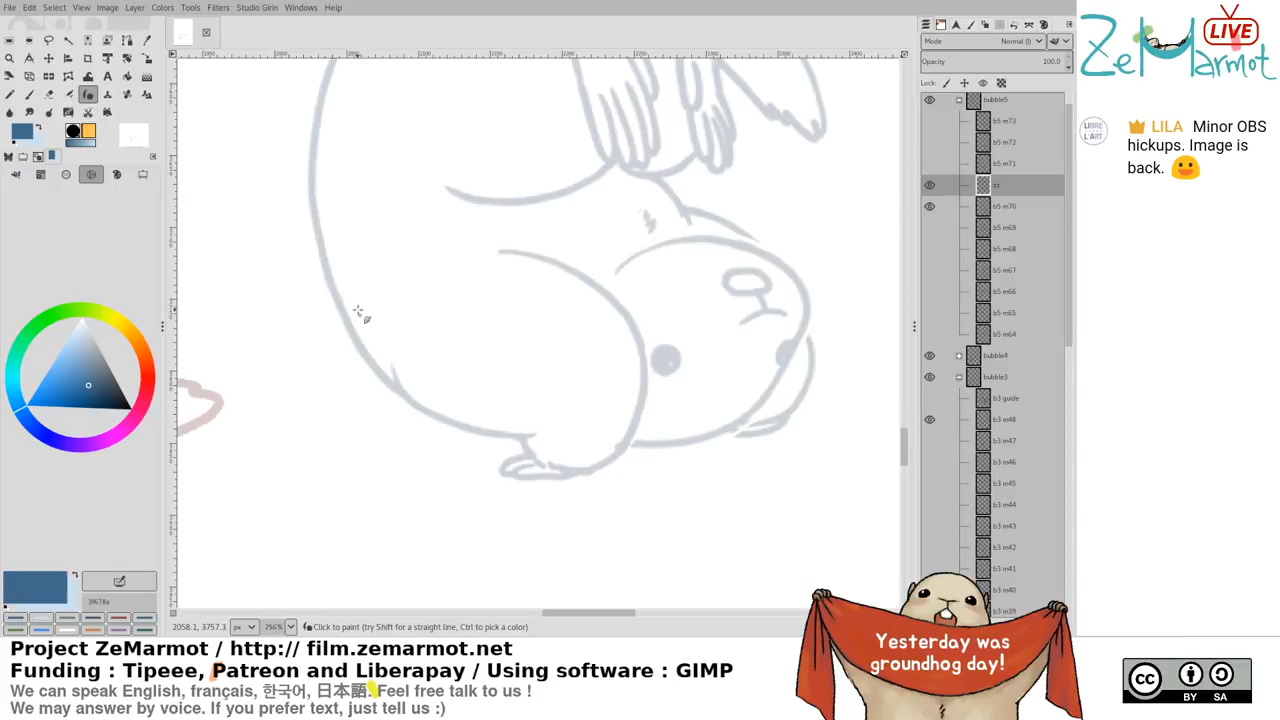 File Edit Select View Image Layer Colors Tools Filters Studio Girin Windows Help
ZeMarmot LIVE
Mode Normal (l)
Opacity 100.0
Lock:
bubble5
b5 m73
b5 m72
b5 m71
zz
b5 m70
b5 m69
b5 m68
b5 m67
b5 m66
b5 m65
b5 m64
bubble4
bubble3
b3 guide
b3 m48
b3 m47
b3 m46
b3 m45
b3 m44
b3 m43
b3 m42
b3 m41
b3 m40
b3 m39
LIBRE
L'ART
LILA Minor OBS
hickups. Image is
back.
3f678a
2058.1, 3757.3 px 256% Click to paint (try Shift for a straight line, Ctrl to pick a color)
Project ZeMarmot / http:// film.zemarmot.net
Funding : Tipeee, Patreon and Liberapay / Using software : GIMP
We can speak English, français, 한국어, 日本語. Feel free talk to us !
We may answer by voice. If you prefer text, just tell us :)
Yesterday was
groundhog day!
cc
BY SA